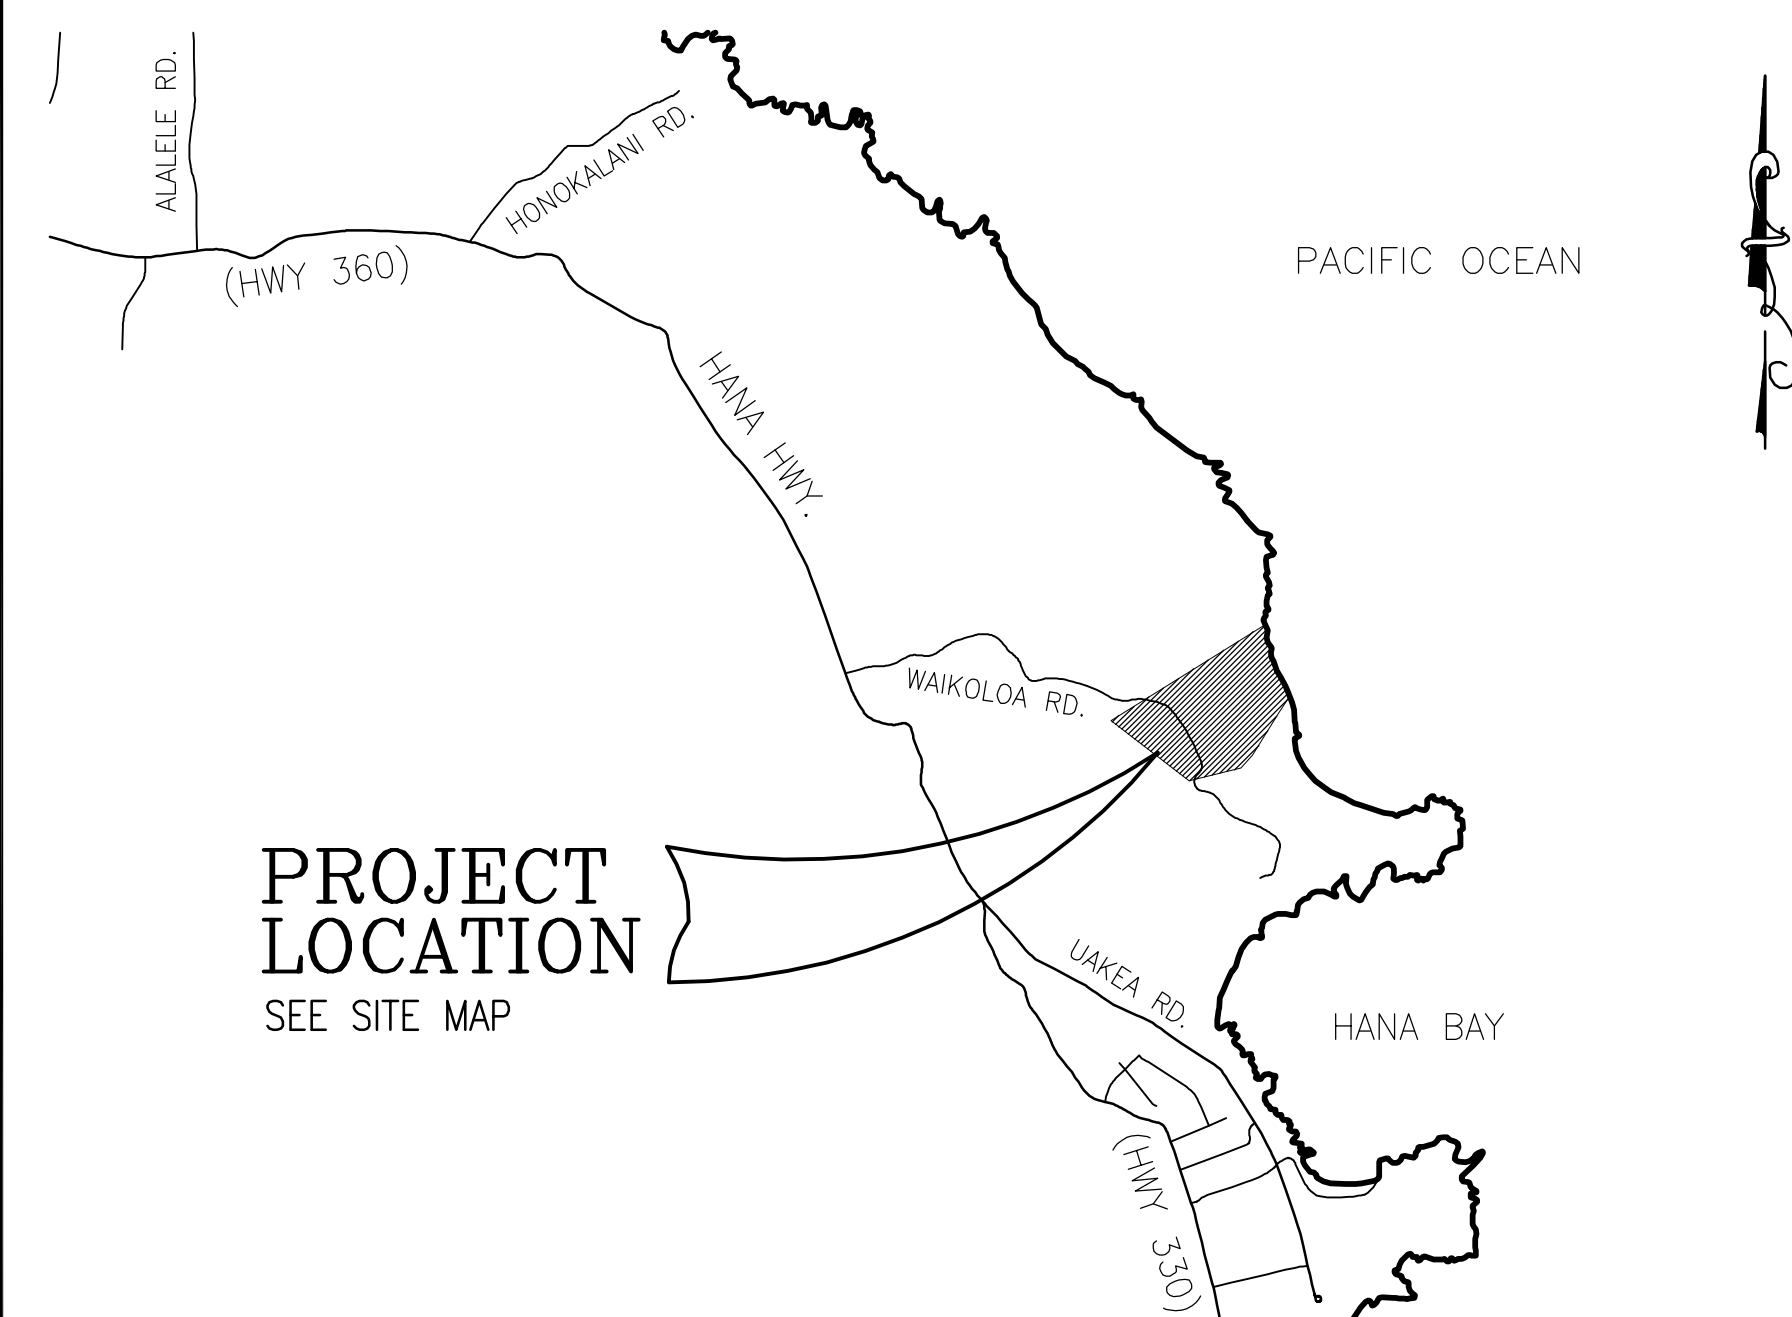 ALALELE RD.
HONOKALANI RD.
(HWY 360)
PACIFIC OCEAN
HANA HWY.
WAIKOLOA RD.
PROJECT
LOCATION
SEE SITE MAP
UAKEA RD.
HANA BAY
(HWY 330)